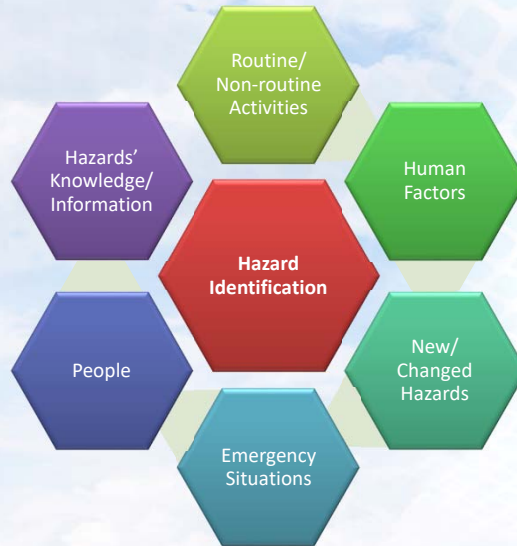 Routine/
Non-routine
Activities
Hazards'
Knowledge/
Information
Human
Factors
Hazard
Identification
People
New/
Changed
Hazards
Emergency
Situations